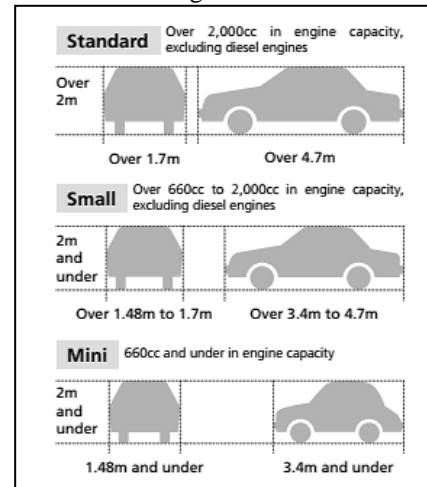 Standard Over 2,000cc in engine capacity,
excluding diesel engines
Over
2m
Over 1.7m Over 4.7m
Small Over 660cc to 2,000cc in engine capacity,
excluding diesel engines
2m
and
under
Over 1.48m to 1.7m Over 3.4m to 4.7m
Mini 660cc and under in engine capacity
2m
and
under
1.48m and under 3.4m and under